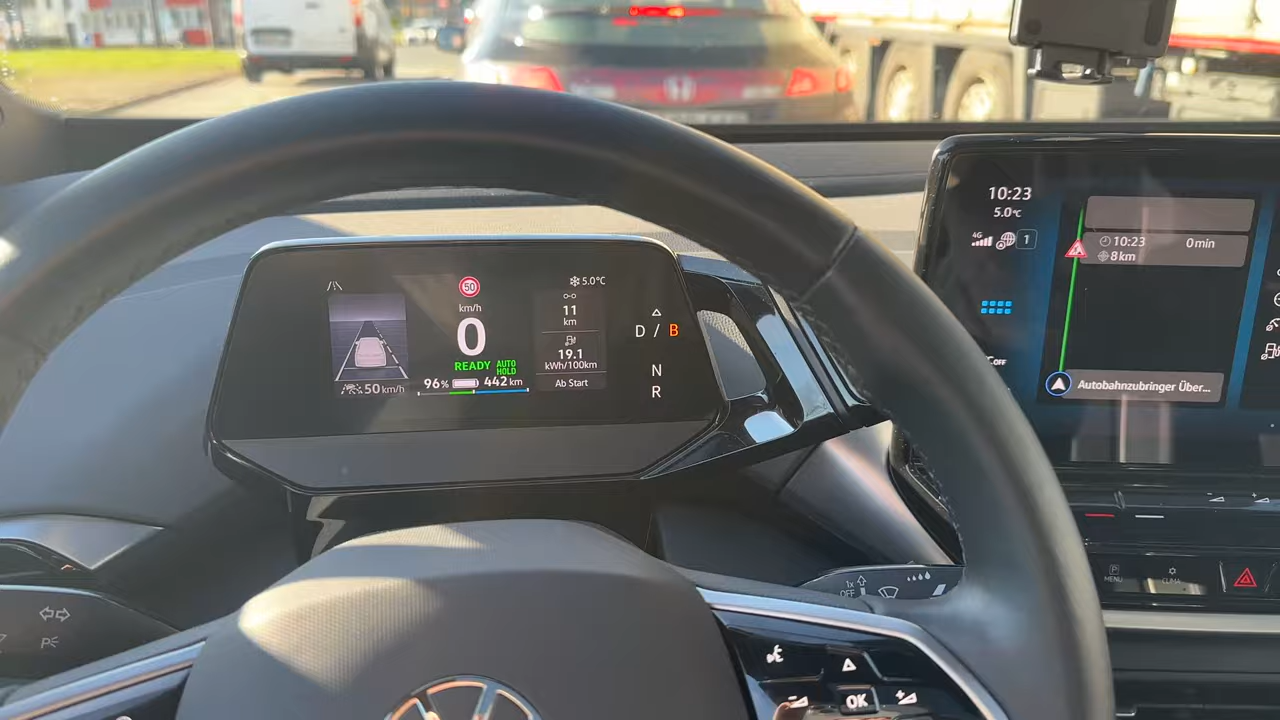 50
km/h
0
READY
AUTO
HOLD
96%
442 km
50 km/h
5.0°C
11
km
19.1
kWh/100km
Ab Start
D / B
N
R
10:23
5.0°C
4G
1
10:23
0 min
8 km
Autobahnzubringer Über...
°C OFF
1x
OFF
P
MENU
CLIMA
P
OK